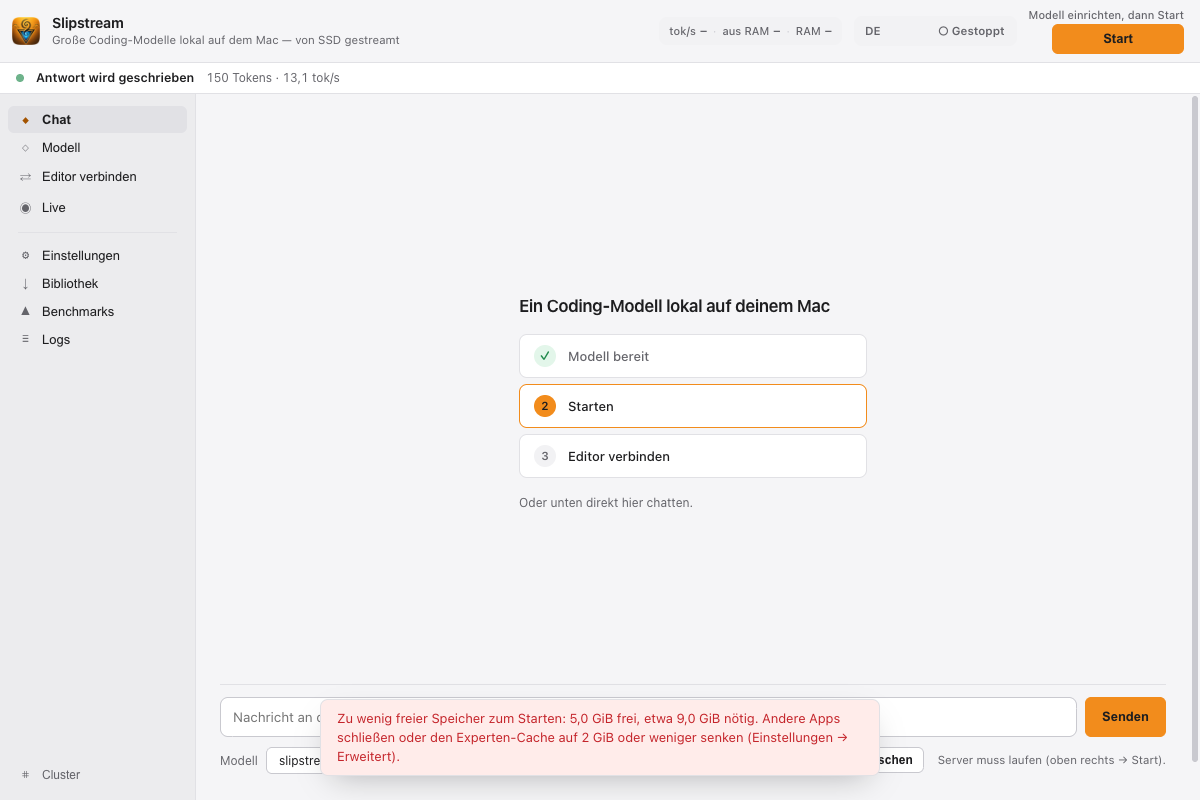 Slipstream
Große Coding-Modelle lokal auf dem Mac — von SSD gestreamt
tok/s – · aus RAM – · RAM –
DE
Gestoppt
Modell einrichten, dann Start
Start
Antwort wird geschrieben 150 Tokens · 13,1 tok/s
Chat
Modell
Editor verbinden
Live
Einstellungen
Bibliothek
Benchmarks
Logs
Cluster
Ein Coding-Modell lokal auf deinem Mac
Modell bereit
2 Starten
3 Editor verbinden
Oder unten direkt hier chatten.
Nachricht an
Senden
Zu wenig freier Speicher zum Starten: 5,0 GiB frei, etwa 9,0 GiB nötig. Andere Apps
schließen oder den Experten-Cache auf 2 GiB oder weniger senken (Einstellungen →
Erweitert).
Modell
Server muss laufen (oben rechts → Start).